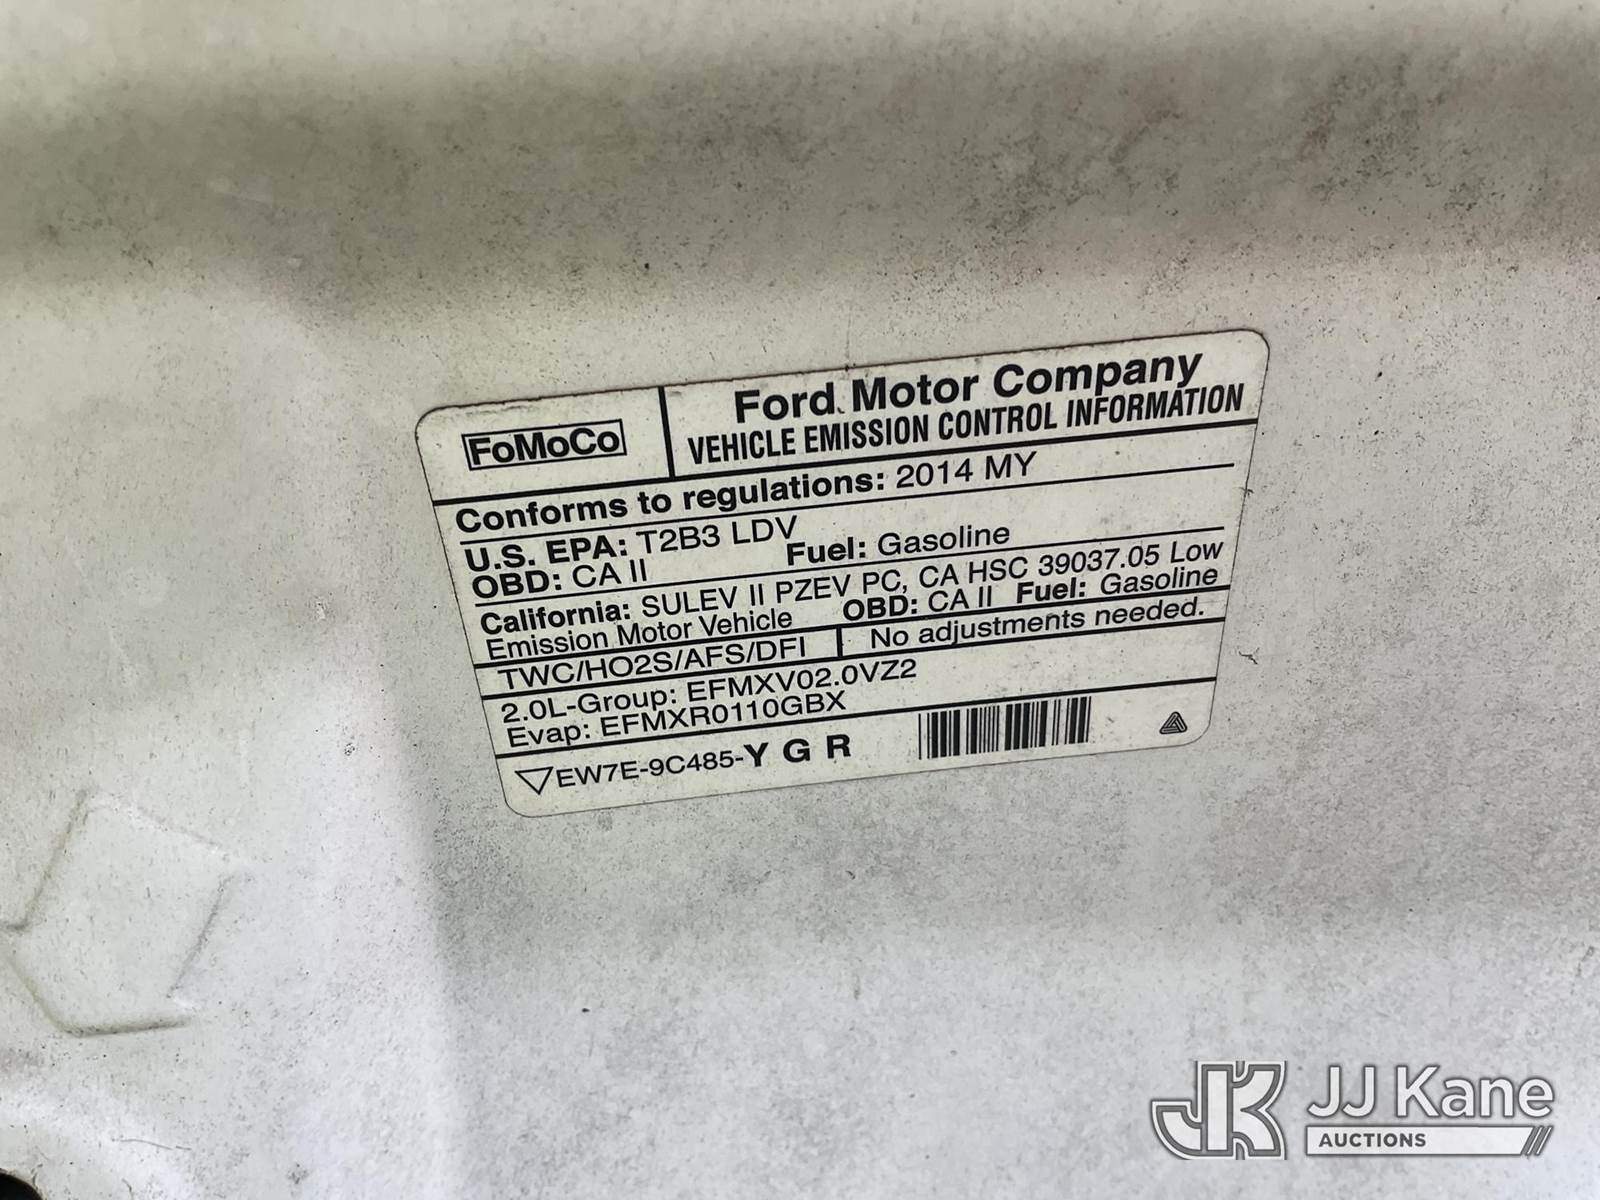 FoMoCo
Ford Motor Company
VEHICLE EMISSION CONTROL INFORMATION
Conforms to regulations: 2014 MY
U.S. EPA: T2B3 LDV
OBD: CA II Fuel: Gasoline
California: SULEV II PZEV PC, CA HSC 39037.05 Low
Emission Motor Vehicle OBD: CA II Fuel: Gasoline
TWC/HO2S/AFS/DFI No adjustments needed.
2.0L-Group: EFMXV02.0VZ2
Evap: EFMXR0110GBX
EW7E-9C485-Y G R
JK JJ Kane
AUCTIONS